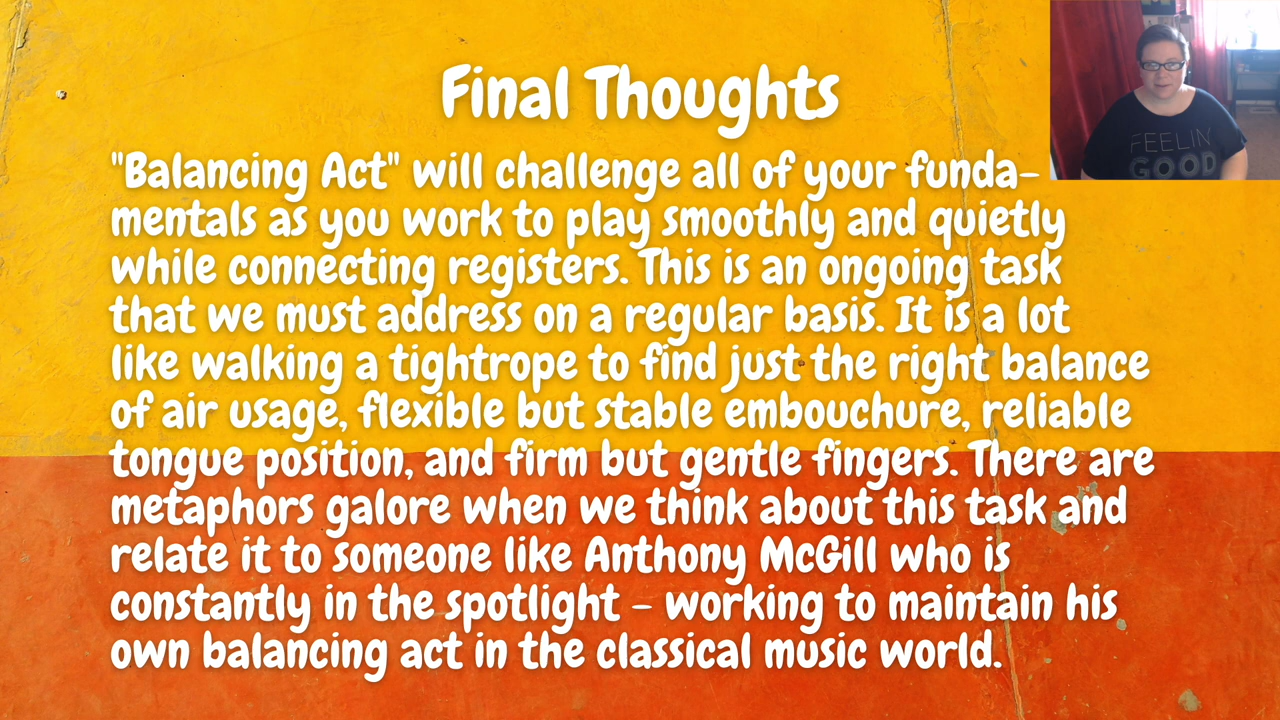 Final Thoughts
"Balancing Act" will challenge all of your funda-
mentals as you work to play smoothly and quietly
while connecting registers. This is an ongoing task
that we must address on a regular basis. It is a lot
like walking a tightrope to find just the right balance
of air usage, flexible but stable embouchure, reliable
tongue position, and firm but gentle fingers. There are
metaphors galore when we think about this task and
relate it to someone like Anthony McGill who is
constantly in the spotlight - working to maintain his
own balancing act in the classical music world.
FEELIN
GOOD